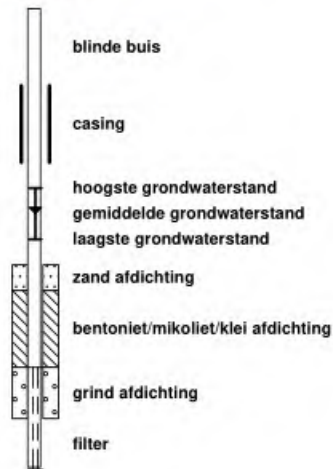 blinde buis
casing
hoogste grondwaterstand
gemiddelde grondwaterstand
laagste grondwaterstand
zand afdichting
bentoniet/mikoliet/klei afdichting
grind afdichting
filter